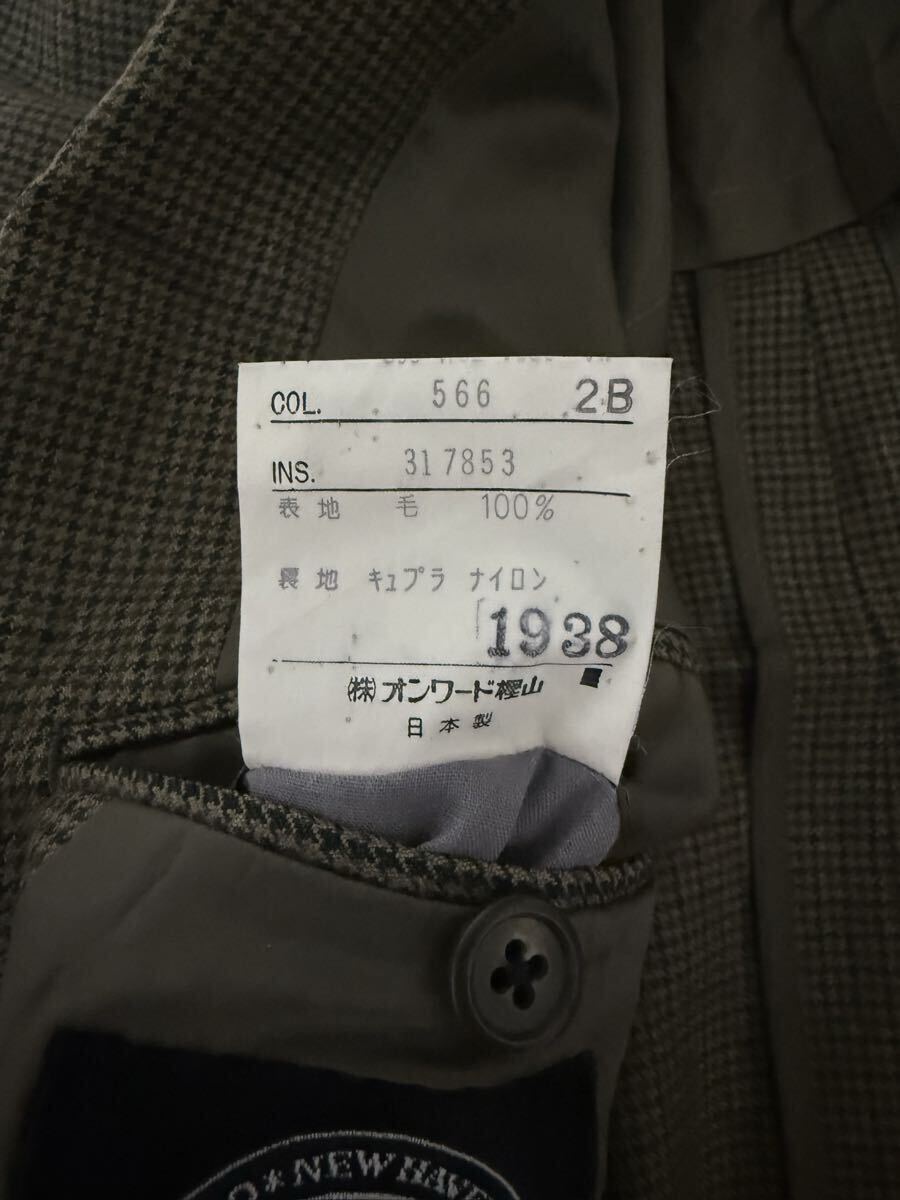 COL. 566 2B
INS. 317853
表地 毛 100%
裏地 キュプラ ナイロン
1938
(株)オンワード樫山
日本製
★NEW HAVE